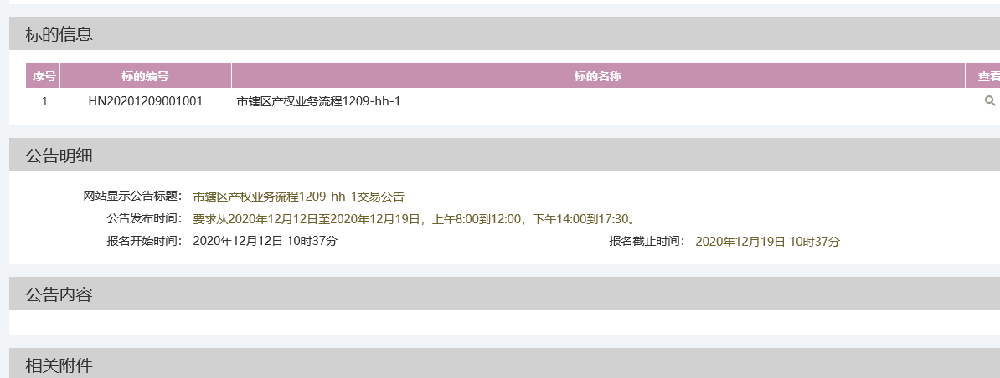 标的信息
序号 标的编号 标的名称 查看
1 HN20201209001001 市辖区产权业务流程1209-hh-1
公告明细
网站显示公告标题： 市辖区产权业务流程1209-hh-1交易公告
公告发布时间： 要求从2020年12月12日至2020年12月19日，上午8:00到12:00，下午14:00到17:30。
报名开始时间： 2020年12月12日 10时37分 报名截止时间： 2020年12月19日 10时37分
公告内容
相关附件